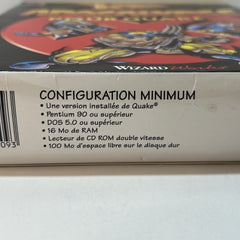 WIZARD Works
CONFIGURATION MINIMUM
• Une version installée de Quake®
• Pentium 90 ou supérieur
• DOS 5.0 ou supérieur
• 16 Mo de RAM
• Lecteur de CD ROM double vitesse
• 100 Mo d'espace libre sur le disque dur
093